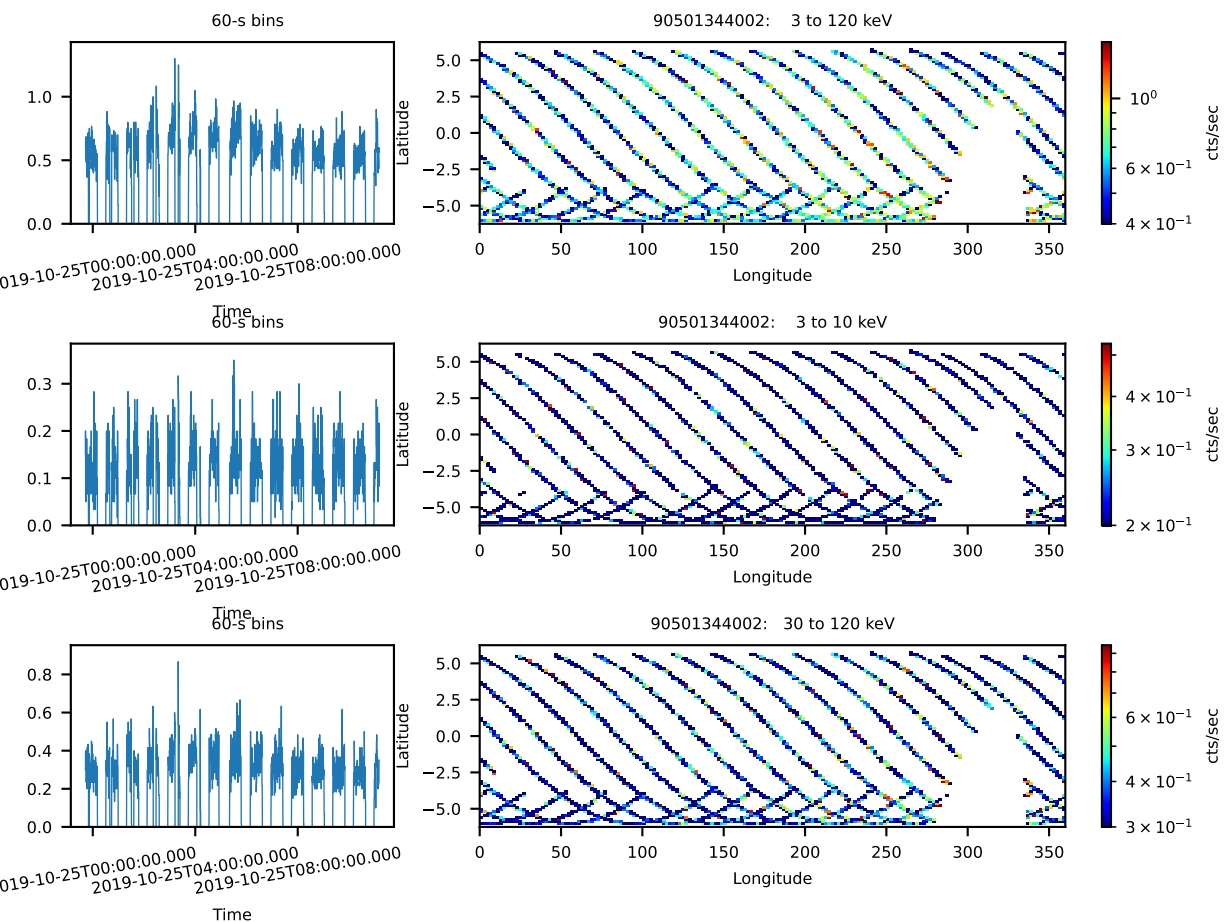 60-s bins
90501344002:    3 to 120 keV
1.0
0.5
0.0
019-10-25T00:00:00.000
2019-10-25T04:00:00.000
2019-10-25T08:00:00.000
Time
Latitude
5.0
2.5
0.0
−2.5
−5.0
0 50 100 150 200 250 300 350
Longitude
10⁰
6 × 10⁻¹
4 × 10⁻¹
cts/sec
60-s bins
90501344002:    3 to 10 keV
0.3
0.2
0.1
0.0
019-10-25T00:00:00.000
2019-10-25T04:00:00.000
2019-10-25T08:00:00.000
Time
Latitude
5.0
2.5
0.0
−2.5
−5.0
0 50 100 150 200 250 300 350
Longitude
4 × 10⁻¹
3 × 10⁻¹
2 × 10⁻¹
cts/sec
60-s bins
90501344002:   30 to 120 keV
0.8
0.6
0.4
0.2
0.0
019-10-25T00:00:00.000
2019-10-25T04:00:00.000
2019-10-25T08:00:00.000
Time
Latitude
5.0
2.5
0.0
−2.5
−5.0
0 50 100 150 200 250 300 350
Longitude
6 × 10⁻¹
4 × 10⁻¹
3 × 10⁻¹
cts/sec